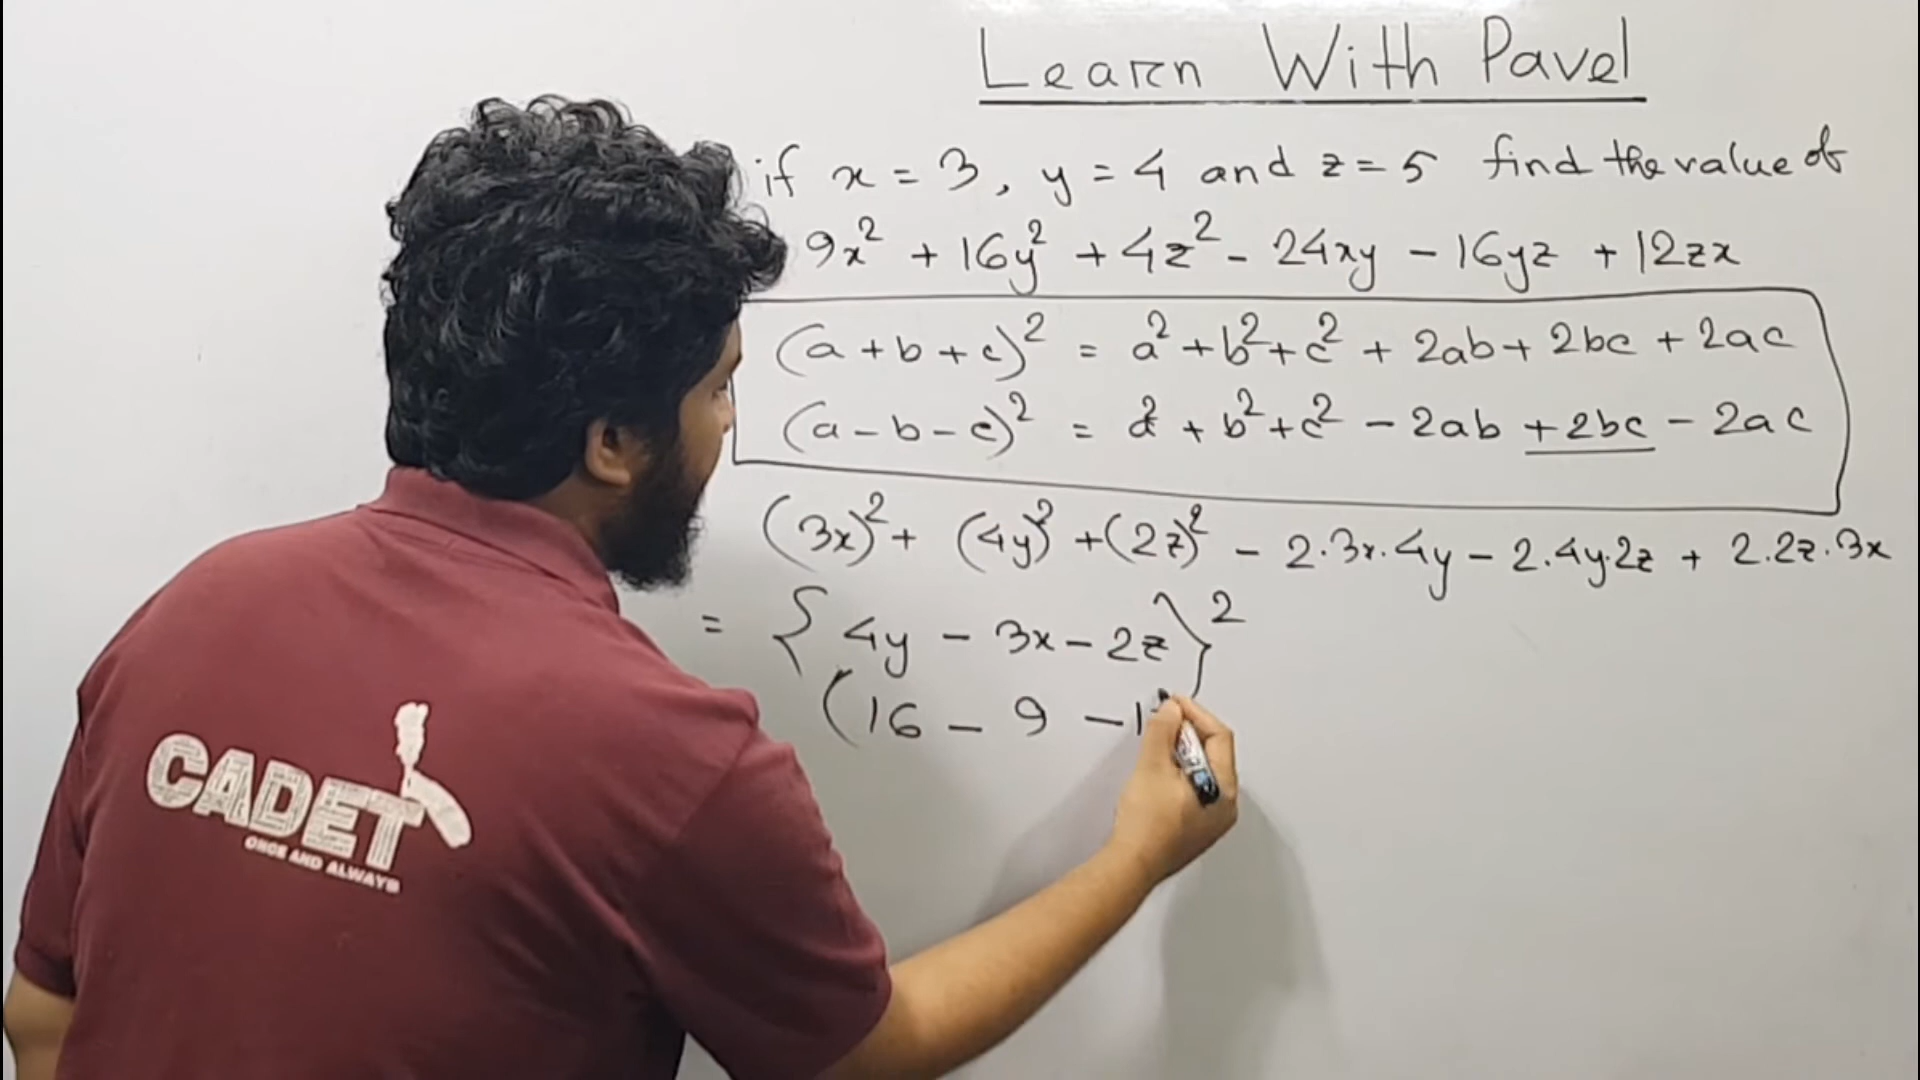 Learn With Pavel
if x = 3, y = 4 and z = 5 find the value of
9x² + 16y² + 4z² - 24xy - 16yz + 12zx
(a + b + c)² = a² + b² + c² + 2ab + 2bc + 2ac
(a - b - c)² = a² + b² + c² - 2ab + 2bc - 2ac
(3x)² + (4y)² + (2z)² - 2.3x.4y - 2.4y.2z + 2.2z.3x
= {4y - 3x - 2z}²
(16 - 9 - 1
CADET
ONCE AND ALWAYS